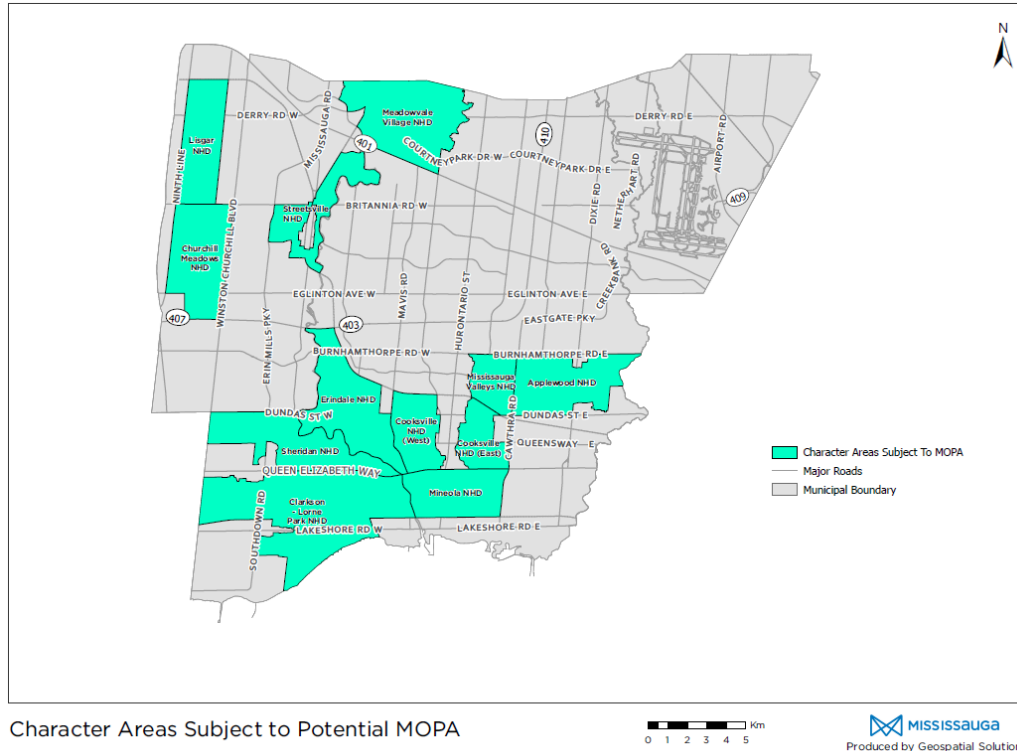 N
DERRY RD W
MISSISSAUGA RD
Meadowvale
Village NHD
410
DERRY RD E
AIRPORT RD
Lisgar
NHD
401
COURTNEYPARK DR W
COURTNEYPARK DR E
NINTH LINE
DIXIE RD
ART RD
NETHERH
409
Streetsville
NHD
BRITANNIA RD W
WINSTON CHURCHILL BLVD
Churchill
Meadows
NHD
MAVIS RD
HURONTARIO ST
CREEKBANK RD
EGLINTON AVE W
EGLINTON AVE E
407
403
EASTGATE PKY
ERIN MILLS PKY
BURNHAMTHORPE RD W
BURNHAMTHORPE RD E
Mississauga
Valleys NHD
Applewood NHD
Erindale NHD
DUNDAS ST W
CAWTHRA RD
DUNDAS ST E
Cooksville
NHD
(West)
Cooksville
NHD (East)
QUEENSWAY E
Sheridan NHD
QUEEN ELIZABETH WAY
Mineola NHD
Clarkson
- Lorne
Park NHD
SOUTHDOWN RD
LAKESHORE RD W
LAKESHORE RD E
Character Areas Subject To MOPA
Major Roads
Municipal Boundary
Character Areas Subject to Potential MOPA
Km
0 1 2 3 4 5
MISSISSAUGA
Produced by Geospatial Solution